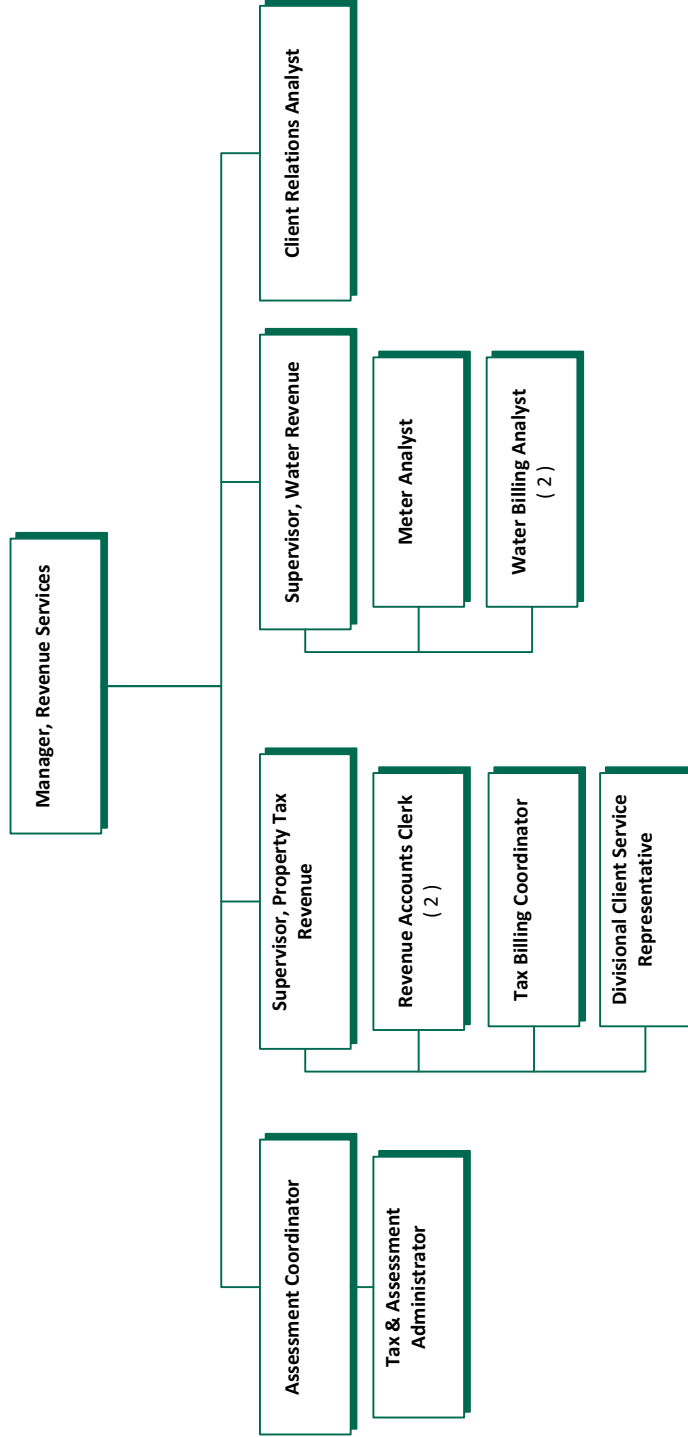 Manager, Revenue Services
Assessment Coordinator
Tax & Assessment
Administrator
Supervisor, Property Tax
Revenue
Revenue Accounts Clerk
( 2 )
Tax Billing Coordinator
Divisional Client Service
Representative
Supervisor, Water Revenue
Meter Analyst
Water Billing Analyst
( 2 )
Client Relations Analyst